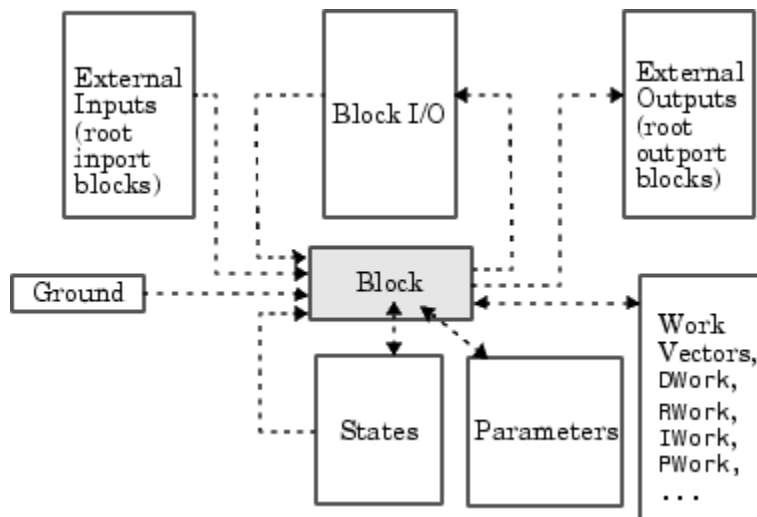 External
Inputs
(root
inport
blocks)
Block I/O
External
Outputs
(root
outport
blocks)
Ground
Block
States
Parameters
Work
Vectors,
DWork,
RWork,
IWork,
PWork,
...